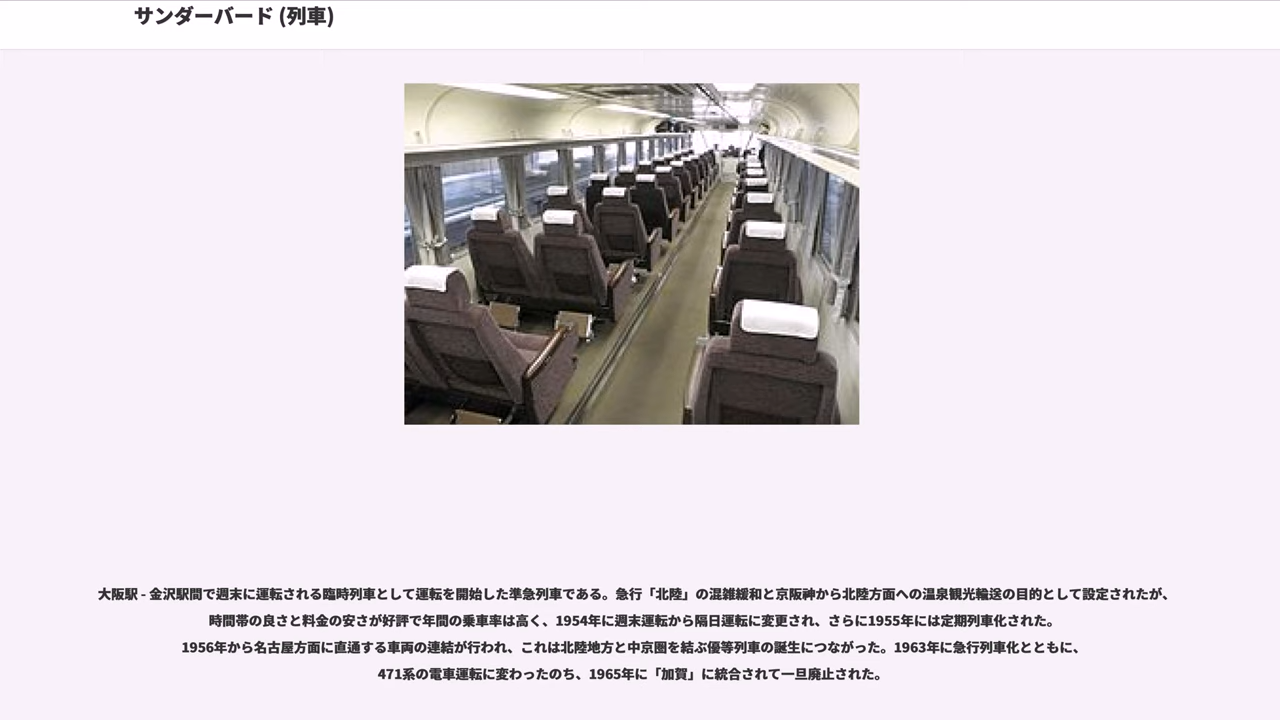 サンダーバード (列車)
大阪駅 - 金沢駅間で週末に運転される臨時列車として運転を開始した準急列車である。急行「北陸」の混雑緩和と京阪神から北陸方面への温泉観光輸送の目的として設定されたが、
時間帯の良さと料金の安さが好評で年間の乗車率は高く、1954年に週末運転から隔日運転に変更され、さらに1955年には定期列車化された。
1956年から名古屋方面に直通する車両の連結が行われ、これは北陸地方と中京圏を結ぶ優等列車の誕生につながった。1963年に急行列車化とともに、
471系の電車運転に変わったのち、1965年に「加賀」に統合されて一旦廃止された。